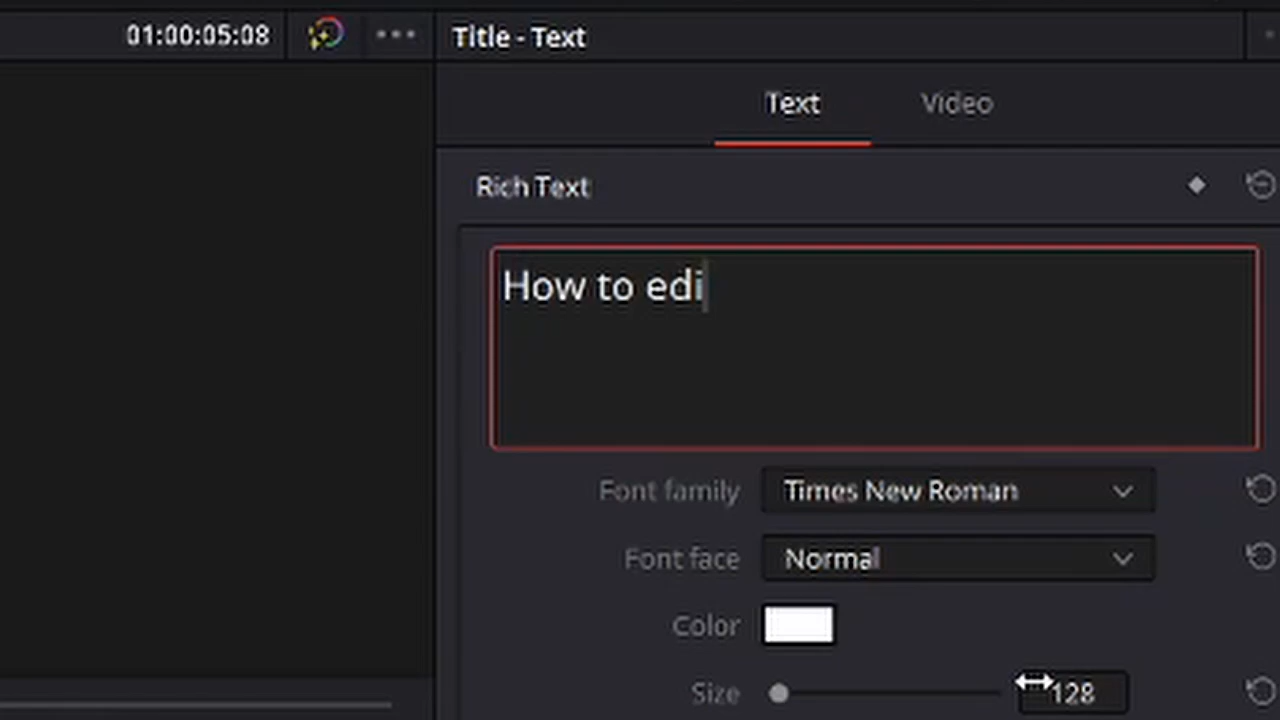 01:00:05:08
Title - Text
Text Video
Rich Text
How to edi
Font family Times New Roman
Font face Normal
Color
Size 128